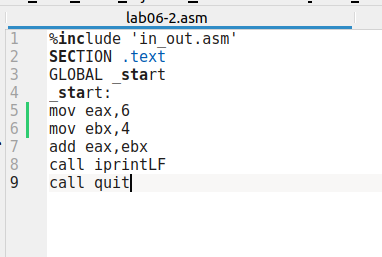 lab06-2.asm
1 %include 'in_out.asm'
2 SECTION .text
3 GLOBAL _start
4 _start:
5 mov eax,6
6 mov ebx,4
7 add eax,ebx
8 call iprintLF
9 call quit